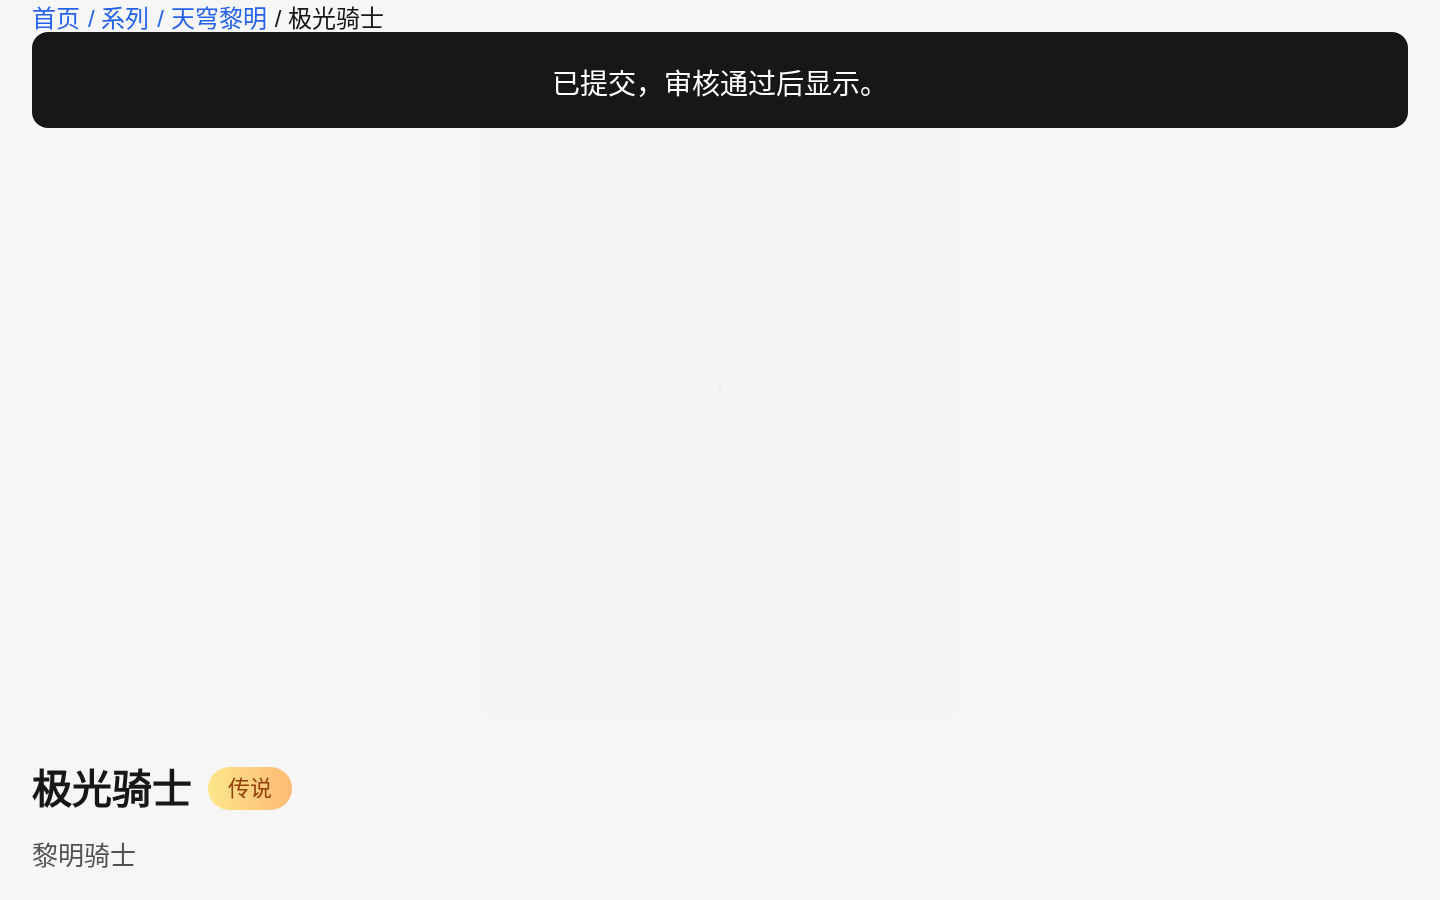 首页 / 系列 / 天穹黎明 / 极光骑士
已提交，审核通过后显示。
极光骑士 传说
黎明骑士